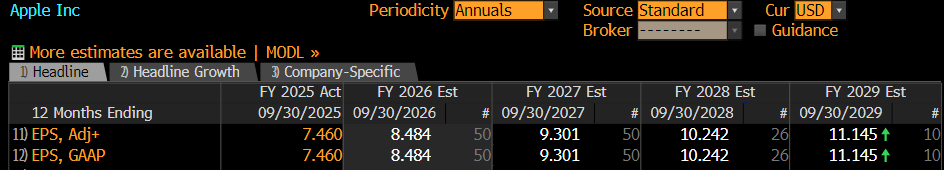 Apple Inc Periodicity Annuals Source Standard Cur USD
Broker -------- Guidance
More estimates are available | MODL »
1) Headline 2) Headline Growth 3) Company-Specific
FY 2025 Act FY 2026 Est FY 2027 Est FY 2028 Est FY 2029 Est
12 Months Ending 09/30/2025 09/30/2026 # 09/30/2027 # 09/30/2028 # 09/30/2029 #
11) EPS, Adj+ 7.460 8.484 50 9.301 50 10.242 26 11.145 ↑ 10
12) EPS, GAAP 7.460 8.484 50 9.301 50 10.242 26 11.145 ↑ 10